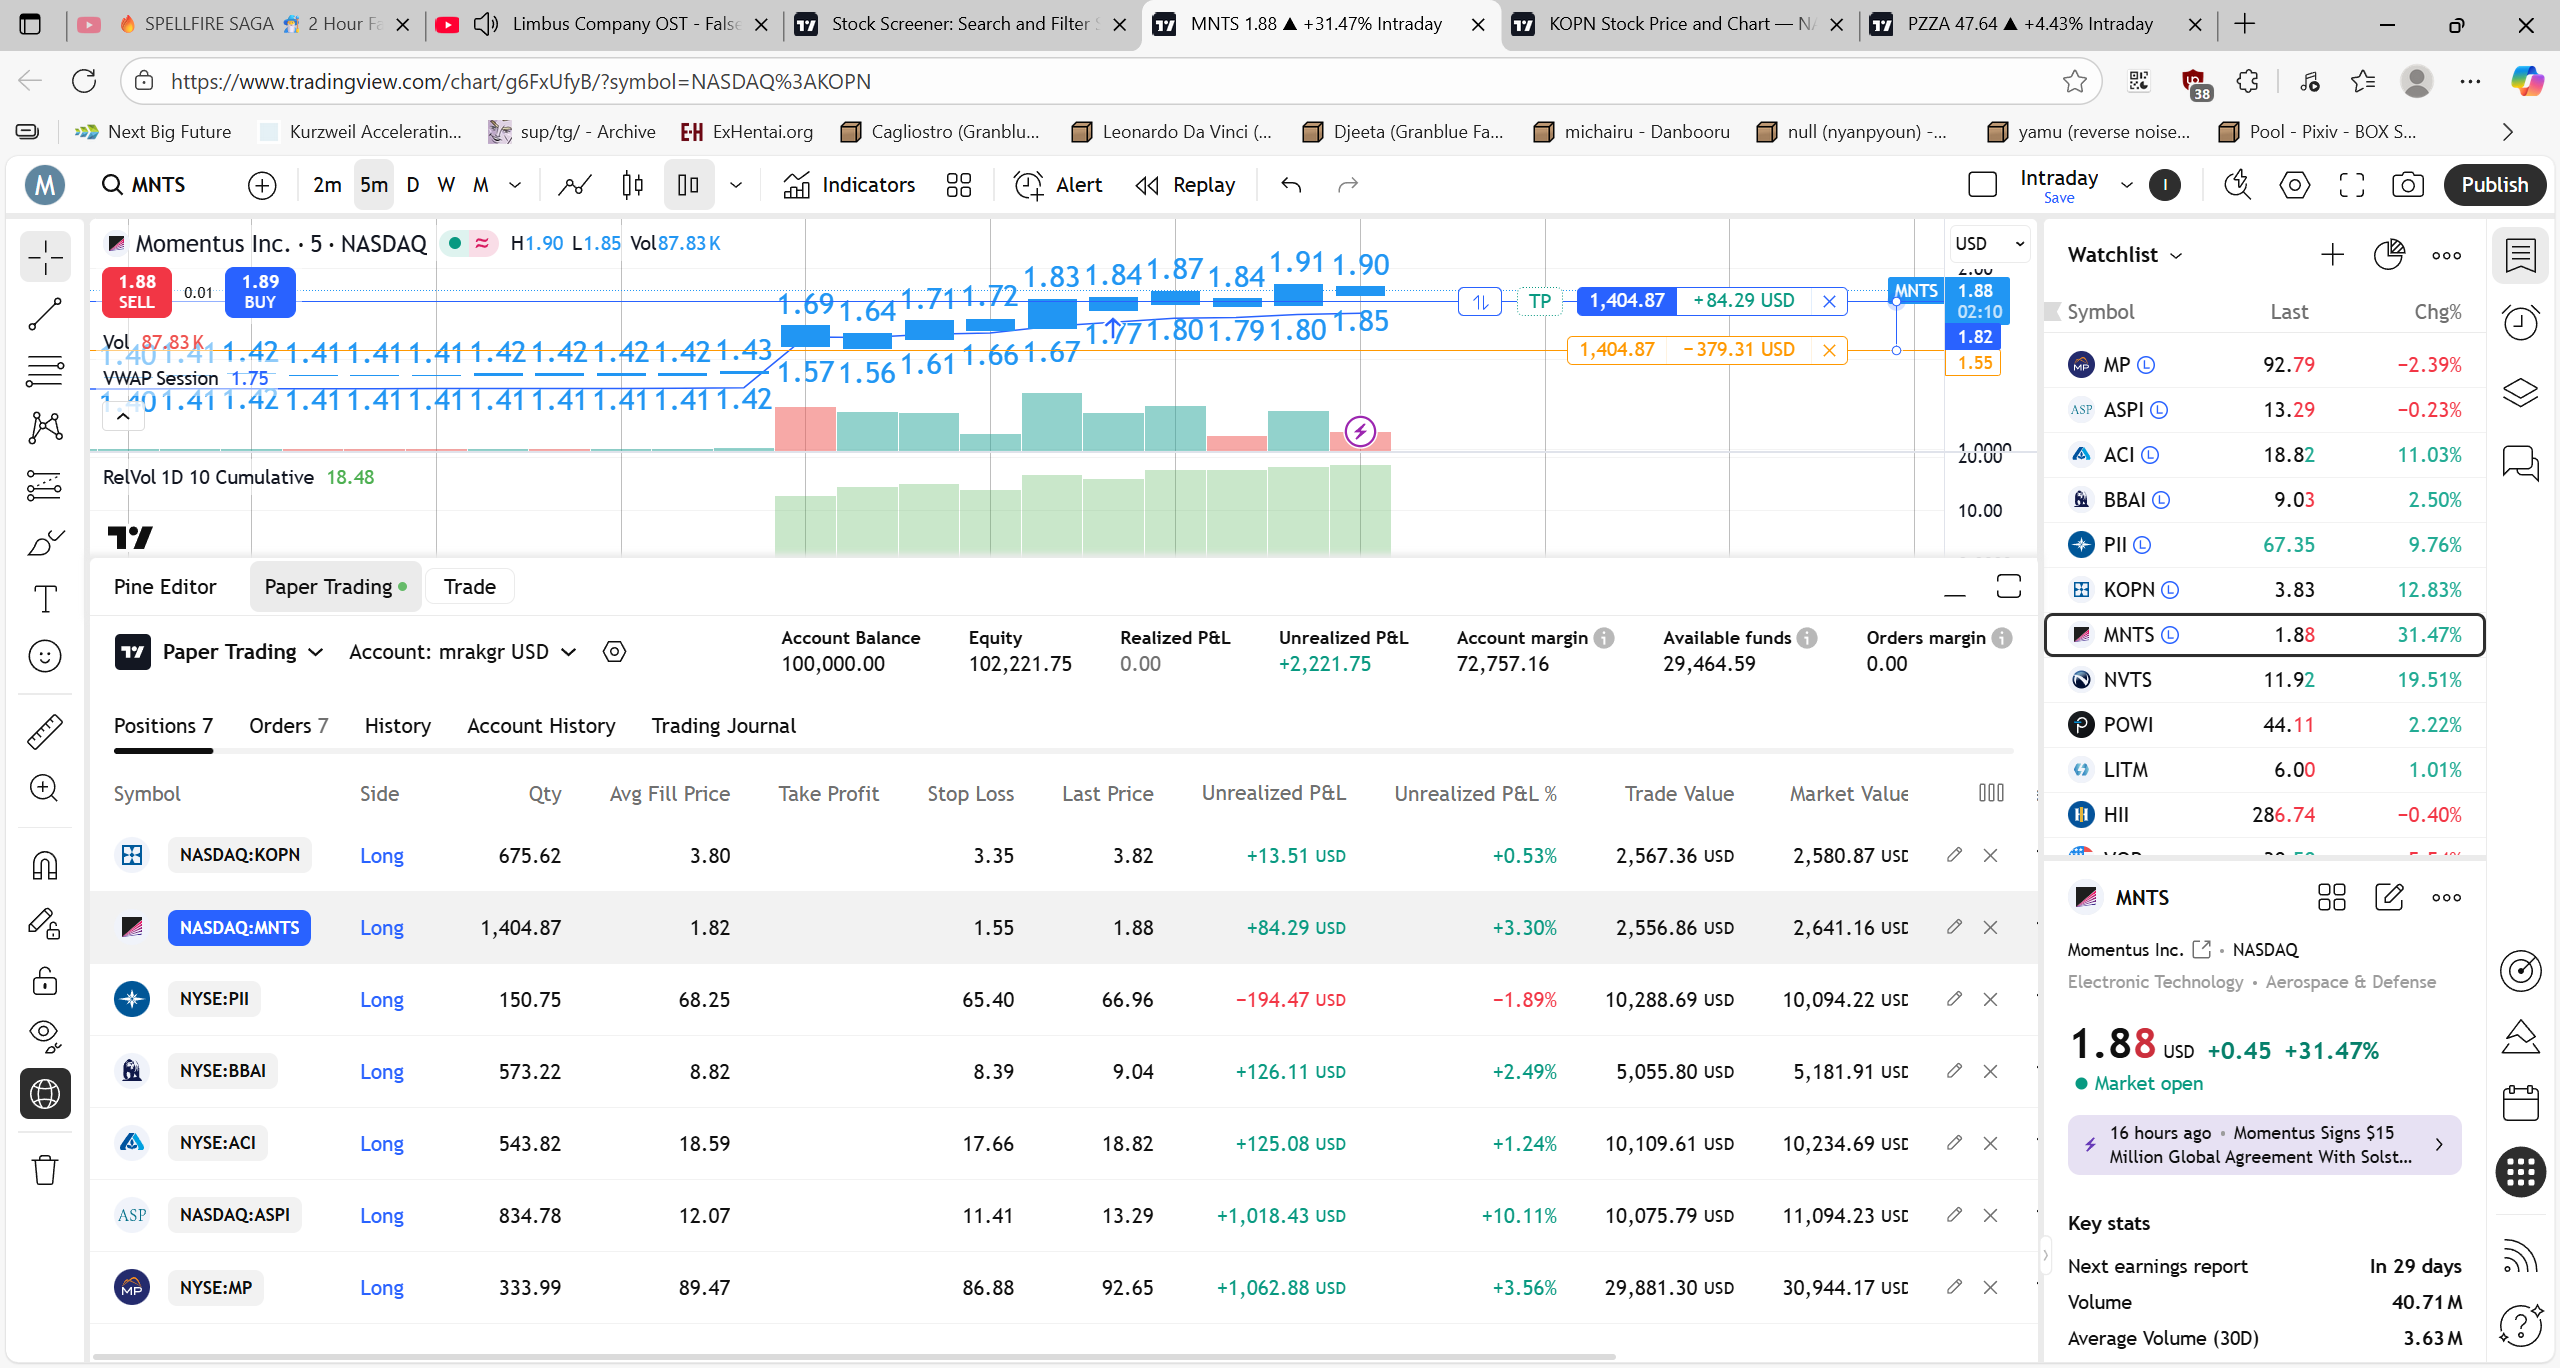 SPELLFIRE SAGA 2 Hour Fa
Limbus Company OST - False
Stock Screener: Search and Filter S
MNTS 1.88 ▲ +31.47% Intraday
KOPN Stock Price and Chart — NA
PZZA 47.64 ▲ +4.43% Intraday
https://www.tradingview.com/chart/g6FxUfyB/?symbol=NASDAQ%3AKOPN
38
Next Big Future
Kurzweil Acceleratin...
sup/tg/ - Archive
ExHentai.org
Cagliostro (Granblu...
Leonardo Da Vinci (...
Djeeta (Granblue Fa...
michairu - Danbooru
null (nyanpyoun) -...
yamu (reverse noise...
Pool - Pixiv - BOX S...
M MNTS 2m 5m D W M Indicators Alert Replay Intraday Save I Publish
Momentus Inc. · 5 · NASDAQ H1.90 L1.85 Vol87.83 K
1.88 SELL 0.01 1.89 BUY
Vol 87.83 K
VWAP Session 1.75
1.40 1.41 1.42 1.41 1.41 1.41 1.42 1.42 1.42 1.42 1.43 1.69 1.64 1.71 1.72 1.83 1.84 1.87 1.84 1.91 1.90
1.40 1.41 1.42 1.41 1.41 1.41 1.41 1.41 1.41 1.41 1.42 1.57 1.56 1.61 1.66 1.67 1.77 1.80 1.79 1.80 1.85
TP 1,404.87 +84.29 USD
1,404.87 −379.31 USD
USD
2.00
MNTS 1.88
02:10
1.82
1.55
1.0000
20.00
10.00
RelVol 1D 10 Cumulative 18.48
Pine Editor Paper Trading Trade
Paper Trading Account: mrakgr USD
Account Balance Equity Realized P&L Unrealized P&L Account margin Available funds Orders margin
100,000.00 102,221.75 0.00 +2,221.75 72,757.16 29,464.59 0.00
Positions 7 Orders 7 History Account History Trading Journal
Symbol Side Qty Avg Fill Price Take Profit Stop Loss Last Price Unrealized P&L Unrealized P&L % Trade Value Market Value
NASDAQ:KOPN Long 675.62 3.80 3.35 3.82 +13.51 USD +0.53% 2,567.36 USD 2,580.87 USD
NASDAQ:MNTS Long 1,404.87 1.82 1.55 1.88 +84.29 USD +3.30% 2,556.86 USD 2,641.16 USD
NYSE:PII Long 150.75 68.25 65.40 66.96 −194.47 USD −1.89% 10,288.69 USD 10,094.22 USD
NYSE:BBAI Long 573.22 8.82 8.39 9.04 +126.11 USD +2.49% 5,055.80 USD 5,181.91 USD
NYSE:ACI Long 543.82 18.59 17.66 18.82 +125.08 USD +1.24% 10,109.61 USD 10,234.69 USD
ASP NASDAQ:ASPI Long 834.78 12.07 11.41 13.29 +1,018.43 USD +10.11% 10,075.79 USD 11,094.23 USD
MP NYSE:MP Long 333.99 89.47 86.88 92.65 +1,062.88 USD +3.56% 29,881.30 USD 30,944.17 USD
Watchlist
Symbol Last Chg%
MP L 92.79 −2.39%
ASP ASPI L 13.29 −0.23%
ACI L 18.82 11.03%
BBAI L 9.03 2.50%
PII L 67.35 9.76%
KOPN L 3.83 12.83%
MNTS L 1.88 31.47%
NVTS 11.92 19.51%
POWI 44.11 2.22%
LITM 6.00 1.01%
HII 286.74 −0.40%
MNTS
Momentus Inc. • NASDAQ
Electronic Technology • Aerospace & Defense
1.88 USD +0.45 +31.47%
Market open
16 hours ago • Momentus Signs $15
Million Global Agreement With Solst...
Key stats
Next earnings report In 29 days
Volume 40.71 M
Average Volume (30D) 3.63 M